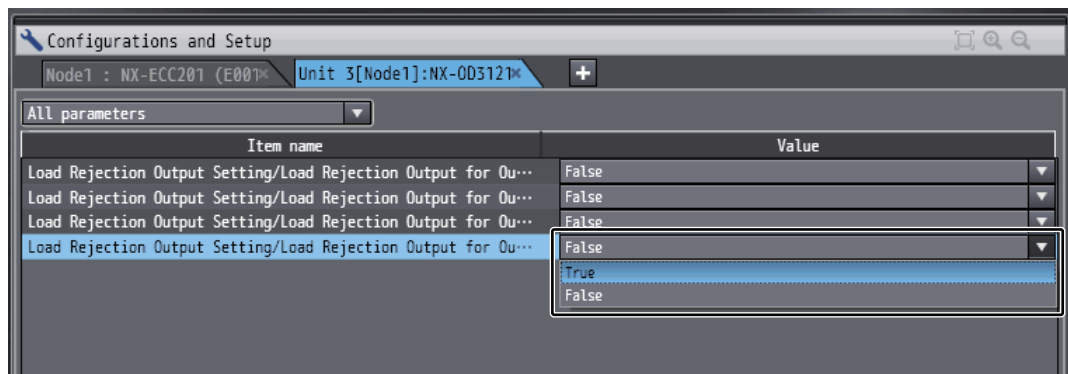 Configurations and Setup
Node1 : NX-ECC201 (E001 Unit 3[Node1]:NX-OD3121 +
All parameters
Item name Value
Load Rejection Output Setting/Load Rejection Output for Ou⋯ False
Load Rejection Output Setting/Load Rejection Output for Ou⋯ False
Load Rejection Output Setting/Load Rejection Output for Ou⋯ False
Load Rejection Output Setting/Load Rejection Output for Ou⋯ False
True
False